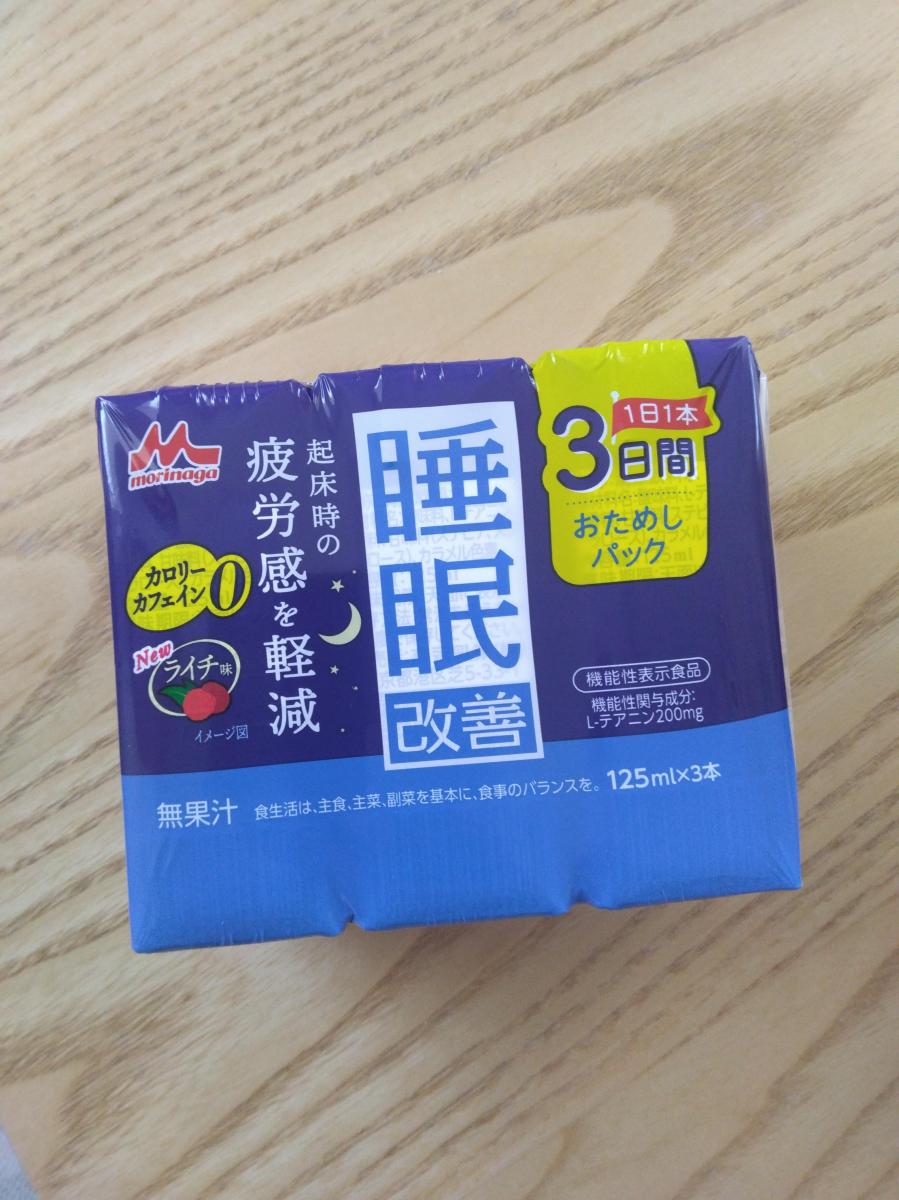 morinaga
カロリー
カフェイン0
New
ライチ味
イメージ図
起床時の
疲労感を軽減
睡眠
改善
1日1本
3日間
おためし
パック
機能性表示食品
機能性関与成分:
L-テアニン200mg
無果汁 食生活は、主食、主菜、副菜を基本に、食事のバランスを。 125ml×3本